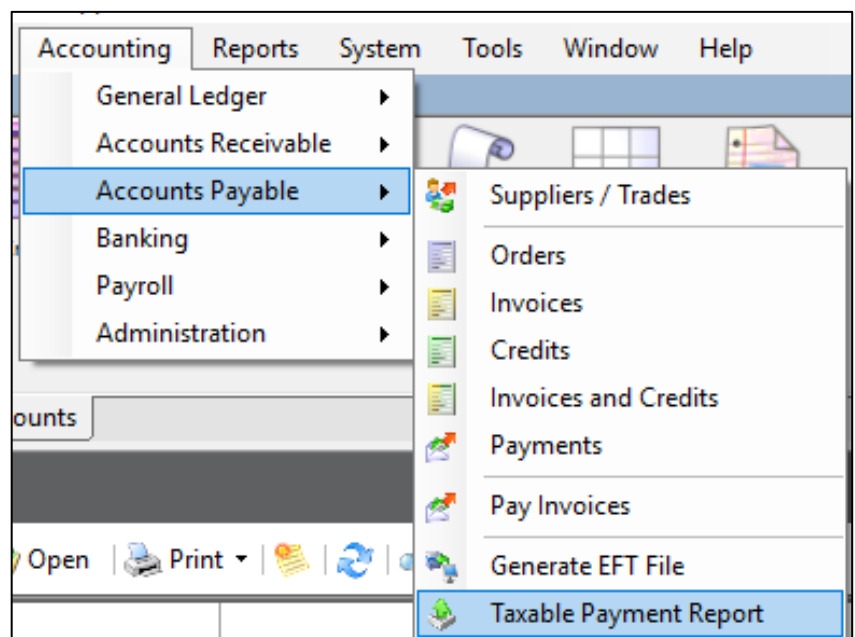 Accounting Reports System Tools Window Help
General Ledger
Accounts Receivable
Accounts Payable
Banking
Payroll
Administration
Suppliers / Trades
Orders
Invoices
Credits
Invoices and Credits
Payments
Pay Invoices
Generate EFT File
Taxable Payment Report
ounts
Open Print